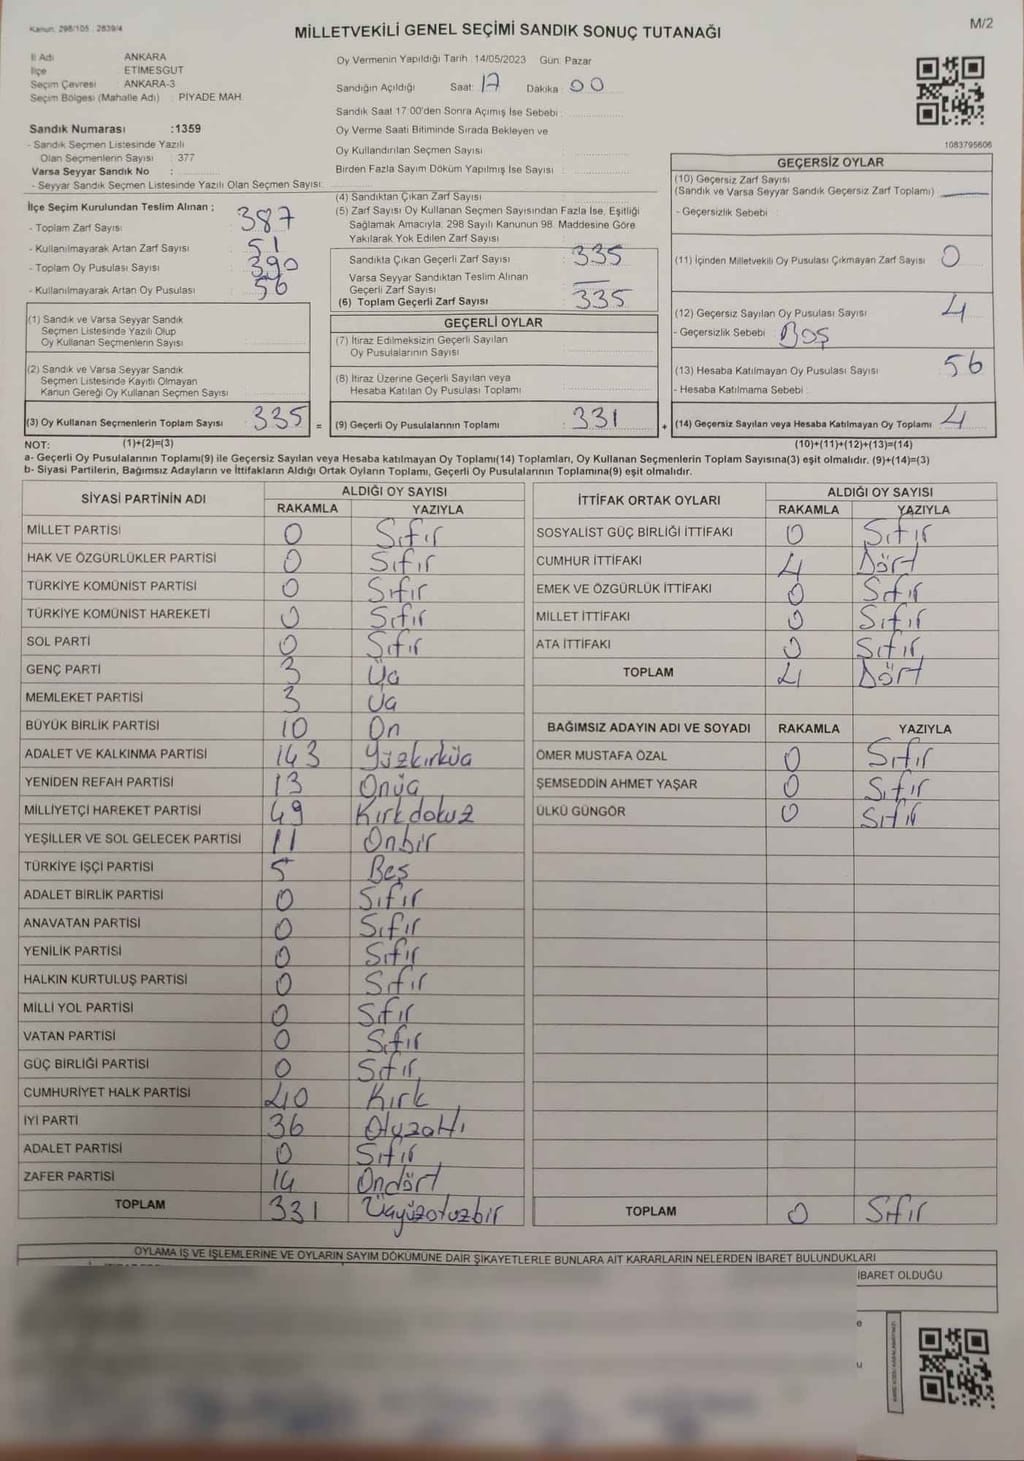 Kanun: 298/105 , 2839/4
MİLLETVEKİLİ GENEL SEÇİMİ SANDIK SONUÇ TUTANAĞI
M/2
İl Adı ANKARA
İlçe ETİMESGUT
Seçim Çevresi ANKARA-3
Seçim Bölgesi (Mahalle Adı) : PİYADE MAH.
Oy Vermenin Yapıldığı Tarih : 14/05/2023 Gün: Pazar
Sandığın Açıldığı Saat: 17 Dakika: 00
Sandık Saat 17.00'den Sonra Açımış İse Sebebi :
Oy Verme Saati Bitiminde Sırada Bekleyen ve
Oy Kullandırılan Seçmen Sayısı :
Birden Fazla Sayım Döküm Yapılmış İse Sayısı :
1083795606
Sandık Numarası :1359
- Sandık Seçmen Listesinde Yazılı
Olan Seçmenlerin Sayısı : 377
Varsa Seyyar Sandık No :
- Seyyar Sandık Seçmen Listesinde Yazılı Olan Seçmen Sayısı:
İlçe Seçim Kurulundan Teslim Alınan ;
- Toplam Zarf Sayısı : 387
- Kullanılmayarak Artan Zarf Sayısı : 51
- Toplam Oy Pusulası Sayısı : 390
- Kullanılmayarak Artan Oy Pusulası : 56
(1) Sandık ve Varsa Seyyar Sandık
Seçmen Listesinde Yazılı Olup
Oy Kullanan Seçmenlerin Sayısı :
(2) Sandık ve Varsa Seyyar Sandık
Seçmen Listesinde Kayıtlı Olmayan
Kanun Gereği Oy Kullanan Seçmen Sayısı :
(3) Oy Kullanan Seçmenlerin Toplam Sayısı : 335 =
(4) Sandıktan Çıkan Zarf Sayısı :
(5) Zarf Sayısı Oy Kullanan Seçmen Sayısından Fazla İse, Eşitliği
Sağlamak Amacıyla, 298 Sayılı Kanunun 98. Maddesine Göre
Yakılarak Yok Edilen Zarf Sayısı :
Sandıkta Çıkan Geçerli Zarf Sayısı : 335
Varsa Seyyar Sandıktan Teslim Alınan
Geçerli Zarf Sayısı :
(6) Toplam Geçerli Zarf Sayısı : 335
GEÇERLİ OYLAR
(7) İtiraz Edilmeksizin Geçerli Sayılan
Oy Pusulalarının Sayısı :
(8) İtiraz Üzerine Geçerli Sayılan veya
Hesaba Katılan Oy Pusulası Toplamı :
(9) Geçerli Oy Pusulalarının Toplamı : 331 +
GEÇERSİZ OYLAR
(10) Geçersiz Zarf Sayısı
(Sandık ve Varsa Seyyar Sandık Geçersiz Zarf Toplamı) :
- Geçersizlik Sebebi :
(11) İçinden Milletvekili Oy Pusulası Çıkmayan Zarf Sayısı : 0
(12) Geçersiz Sayılan Oy Pusulası Sayısı : 4
- Geçersizlik Sebebi : Boş
(13) Hesaba Katılmayan Oy Pusulası Sayısı : 56
- Hesaba Katılmama Sebebi :
(14) Geçersiz Sayılan veya Hesaba Katılmayan Oy Toplamı : 4
NOT: (1)+(2)=(3) (10)+(11)+(12)+(13)=(14)
a- Geçerli Oy Pusulalarının Toplamı(9) ile Geçersiz Sayılan veya Hesaba katılmayan Oy Toplamı(14) Toplamları, Oy Kullanan Seçmenlerin Toplam Sayısına(3) eşit olmalıdır. (9)+(14)=(3)
b- Siyasi Partilerin, Bağımsız Adayların ve İttifakların Aldığı Ortak Oyların Toplamı, Geçerli Oy Pusulalarının Toplamına(9) eşit olmalıdır.
SİYASİ PARTİNİN ADI ALDIĞI OY SAYISI
RAKAMLA YAZIYLA
MİLLET PARTİSİ 0 Sıfır
HAK VE ÖZGÜRLÜKLER PARTİSİ 0 Sıfır
TÜRKİYE KOMÜNİST PARTİSİ 0 Sıfır
TÜRKİYE KOMÜNİST HAREKETİ 0 Sıfır
SOL PARTİ 0 Sıfır
GENÇ PARTİ 3 Üç
MEMLEKET PARTİSİ 3 Üç
BÜYÜK BİRLİK PARTİSİ 10 On
ADALET VE KALKINMA PARTİSİ 143 Yüzkırküç
YENİDEN REFAH PARTİSİ 13 Onüç
MİLLİYETÇİ HAREKET PARTİSİ 49 Kırkdokuz
YEŞİLLER VE SOL GELECEK PARTİSİ 11 Onbir
TÜRKİYE İŞÇİ PARTİSİ 5 Beş
ADALET BİRLİK PARTİSİ 0 Sıfır
ANAVATAN PARTİSİ 0 Sıfır
YENİLİK PARTİSİ 0 Sıfır
HALKIN KURTULUŞ PARTİSİ 0 Sıfır
MİLLİ YOL PARTİSİ 0 Sıfır
VATAN PARTİSİ 0 Sıfır
GÜÇ BİRLİĞİ PARTİSİ 0 Sıfır
CUMHURİYET HALK PARTİSİ 40 Kırk
İYİ PARTİ 36 Otuzaltı
ADALET PARTİSİ 0 Sıfır
ZAFER PARTİSİ 14 Ondört
TOPLAM 331 Üçyüzotuzbir
İTTİFAK ORTAK OYLARI ALDIĞI OY SAYISI
RAKAMLA YAZIYLA
SOSYALİST GÜÇ BİRLİĞİ İTTİFAKI 0 Sıfır
CUMHUR İTTİFAKI 4 Dört
EMEK VE ÖZGÜRLÜK İTTİFAKI 0 Sıfır
MİLLET İTTİFAKI 0 Sıfır
ATA İTTİFAKI 0 Sıfır
TOPLAM 4 Dört
BAĞIMSIZ ADAYIN ADI VE SOYADI RAKAMLA YAZIYLA
ÖMER MUSTAFA ÖZAL 0 Sıfır
ŞEMSEDDİN AHMET YAŞAR 0 Sıfır
ÜLKÜ GÜNGÖR 0 Sıfır
TOPLAM 0 Sıfır
OYLAMA İŞ VE İŞLEMLERİNE VE OYLARIN SAYIM DÖKÜMÜNE DAİR ŞİKAYETLERLE BUNLARA AİT KARARLARIN NELERDEN İBARET BULUNDUKLARI
İBARET OLDUĞU